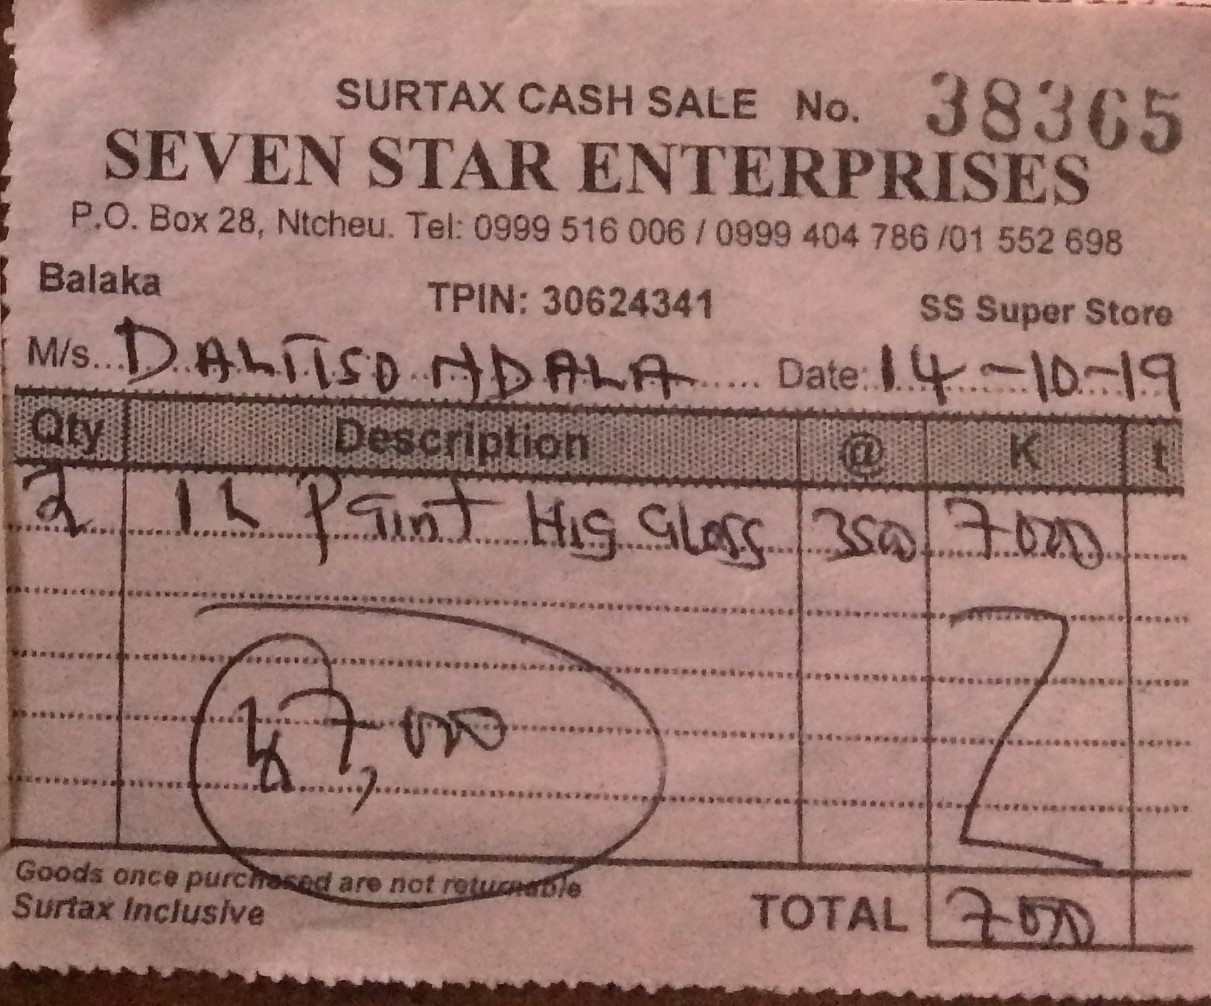 SURTAX CASH SALE No. 38365
SEVEN STAR ENTERPRISES
P.O. Box 28, Ntcheu. Tel: 0999 516 006 / 0999 404 786 /01 552 698
Balaka TPIN: 30624341 SS Super Store
M/s... DALITSO NDALA ..... Date: 14-10-19
Qty Description @ K t
2 1L Paint Hig Gloss 3500 7000
K7,000
Goods once purchased are not returnable
Surtax Inclusive TOTAL 7000